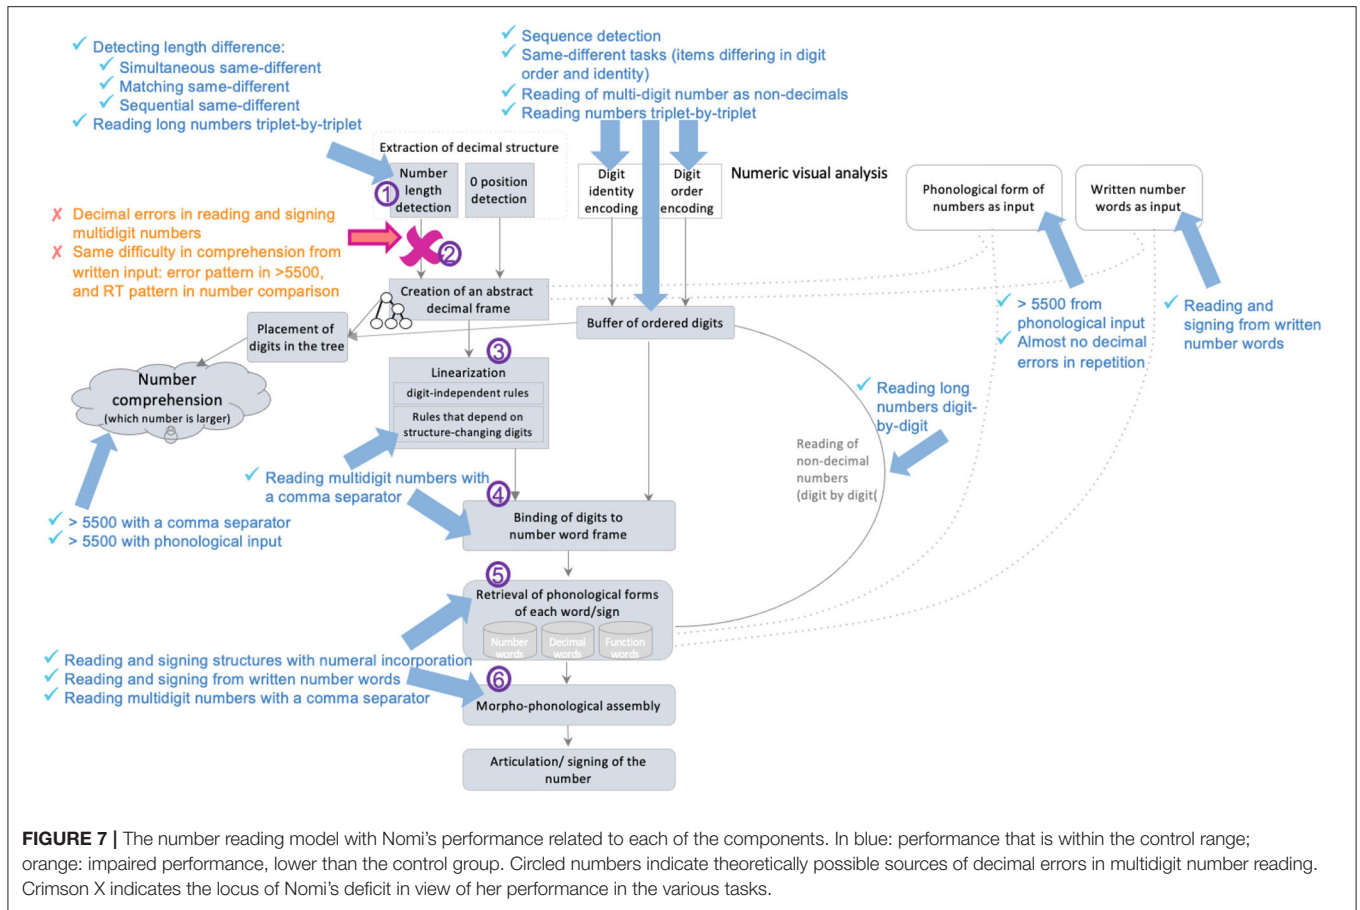 ✓ Detecting length difference:
✓ Simultaneous same-different
✓ Matching same-different
✓ Sequential same-different
✓ Reading long numbers triplet-by-triplet
✓ Sequence detection
✓ Same-different tasks (items differing in digit
order and identity)
✓ Reading of multi-digit number as non-decimals
✓ Reading numbers triplet-by-triplet
Extraction of decimal structure
Number
length
detection
0 position
detection
Digit
identity
encoding
Digit
order
encoding
Numeric visual analysis
Phonological form of
numbers as input
Written number
words as input
1
✗ Decimal errors in reading and signing
multidigit numbers
✗ Same difficulty in comprehension from
written input: error pattern in >5500,
and RT pattern in number comparison
2
Creation of an abstract
decimal frame
Buffer of ordered digits
Placement of
digits in the tree
✓ > 5500 from
phonological input
✓ Almost no decimal
errors in repetition
✓ Reading and
signing from written
number words
3
Linearization
digit-independent rules
Rules that depend on
structure-changing digits
Number
comprehension
(which number is larger)
✓ Reading long
numbers digit-
by-digit
Reading of
non-decimal
numbers
(digit by digit(
✓ Reading multidigit numbers with
a comma separator
4
Binding of digits to
number word frame
✓ > 5500 with a comma separator
✓ > 5500 with phonological input
5
Retrieval of phonological forms
of each word/sign
Number
words
Decimal
words
Function
words
✓ Reading and signing structures with numeral incorporation
✓ Reading and signing from written number words
✓ Reading multidigit numbers with a comma separator
6
Morpho-phonological assembly
Articulation/ signing of the
number
FIGURE 7 | The number reading model with Nomi's performance related to each of the components. In blue: performance that is within the control range;
orange: impaired performance, lower than the control group. Circled numbers indicate theoretically possible sources of decimal errors in multidigit number reading.
Crimson X indicates the locus of Nomi's deficit in view of her performance in the various tasks.